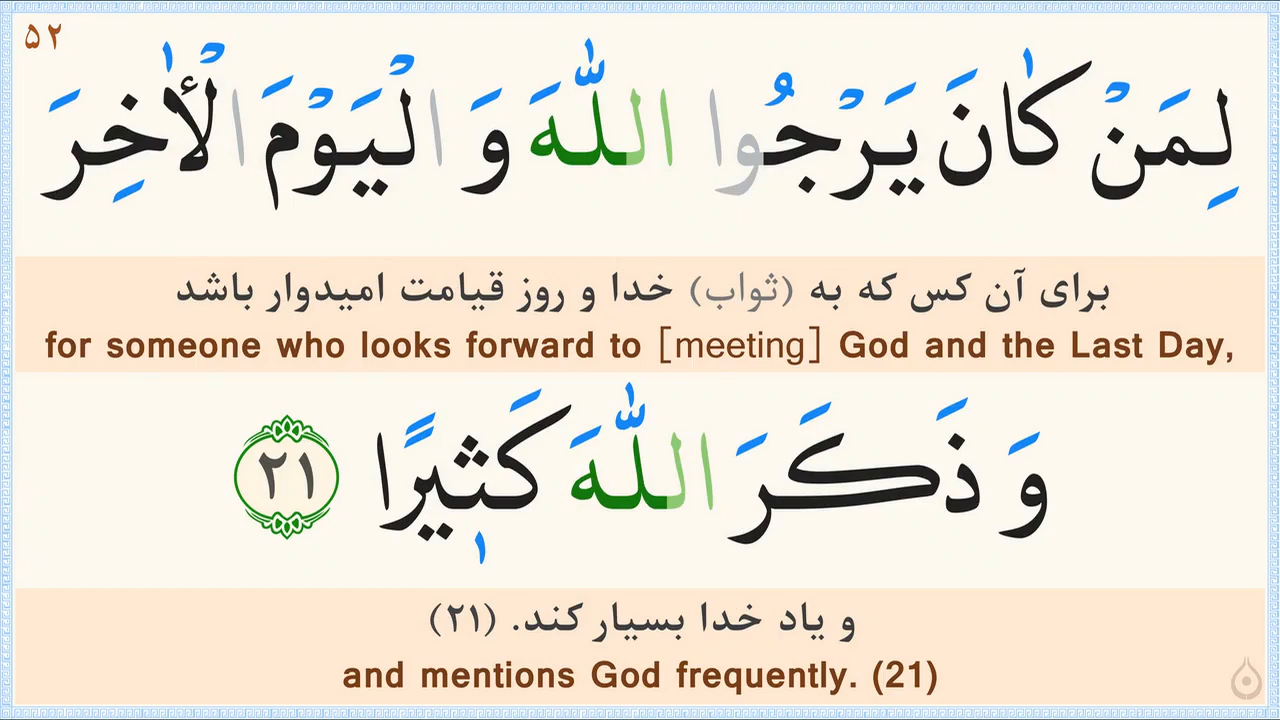 ۵۲
لِمَنْ كٰانَ يَرْجُوا اللّٰهَ وَ الْيَوْمَ الْأٰخِرَ
برای آن کس که به (ثواب) خدا و روز قیامت امیدوار باشد
for someone who looks forward to [meeting] God and the Last Day,
وَ ذَكَرَ اللّٰهَ كَثٖيرًا ۲۱
و یاد خدا بسیار کند. (۲۱)
and mentions God frequently. (21)